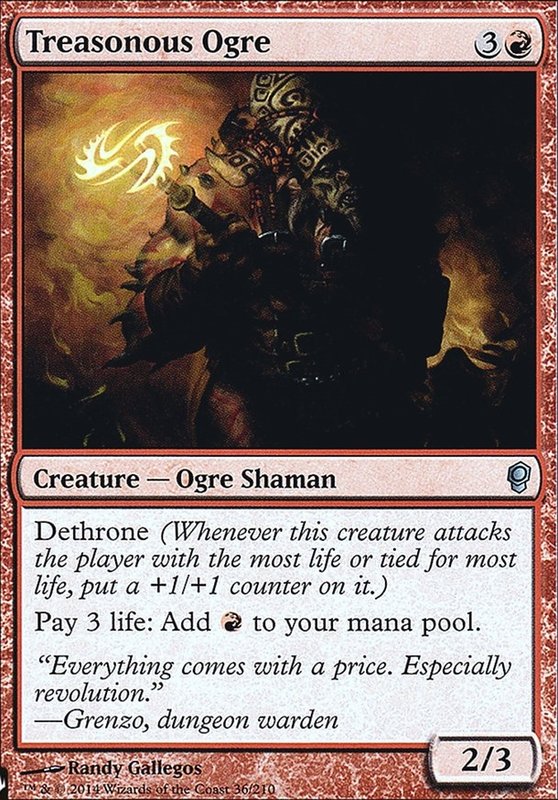 Treasonous Ogre 3
Creature — Ogre Shaman
Dethrone (Whenever this creature attacks
the player with the most life or tied for most
life, put a +1/+1 counter on it.)
Pay 3 life: Add to your mana pool.
“Everything comes with a price. Especially
revolution.”
—Grenzo, dungeon warden
2/3
Randy Gallegos
™ & © 2014 Wizards of the Coast 36/210